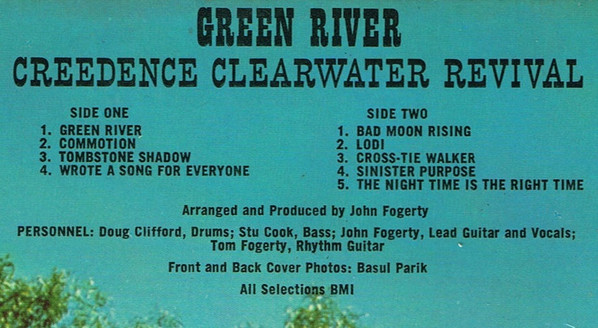 GREEN RIVER
CREEDENCE CLEARWATER REVIVAL
SIDE ONE
1. GREEN RIVER
2. COMMOTION
3. TOMBSTONE SHADOW
4. WROTE A SONG FOR EVERYONE
SIDE TWO
1. BAD MOON RISING
2. LODI
3. CROSS-TIE WALKER
4. SINISTER PURPOSE
5. THE NIGHT TIME IS THE RIGHT TIME
Arranged and Produced by John Fogerty
PERSONNEL: Doug Clifford, Drums; Stu Cook, Bass; John Fogerty, Lead Guitar and Vocals;
Tom Fogerty, Rhythm Guitar
Front and Back Cover Photos: Basul Parik
All Selections BMI